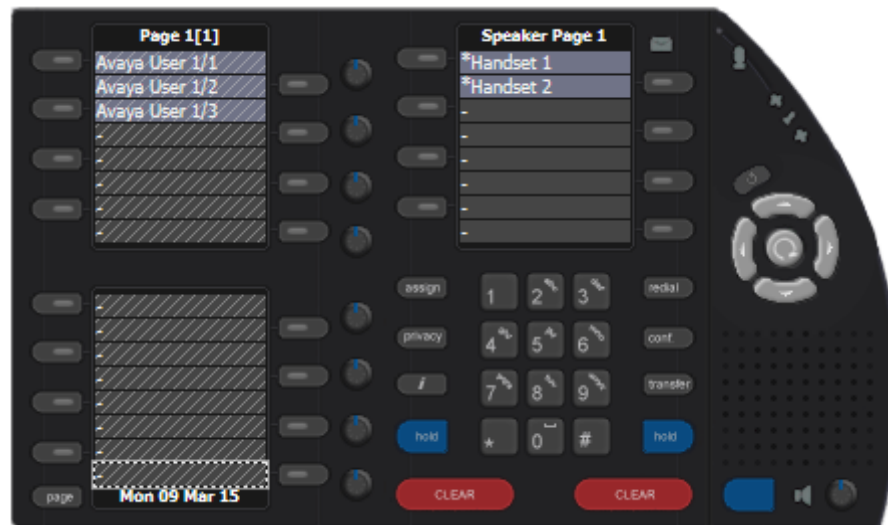 Page 1[1]
Avaya User 1/1
Avaya User 1/2
Avaya User 1/3
-
-
-
-
-
Speaker Page 1
*Handset 1
*Handset 2
-
-
-
-
-
-
-
-
-
-
-
-
-
-
Mon 09 Mar 15
page
assign
1
2
3
redial
privacy
4
5
6
conf.
i
7
8
9
transfer
hold
*
0
#
hold
CLEAR
CLEAR